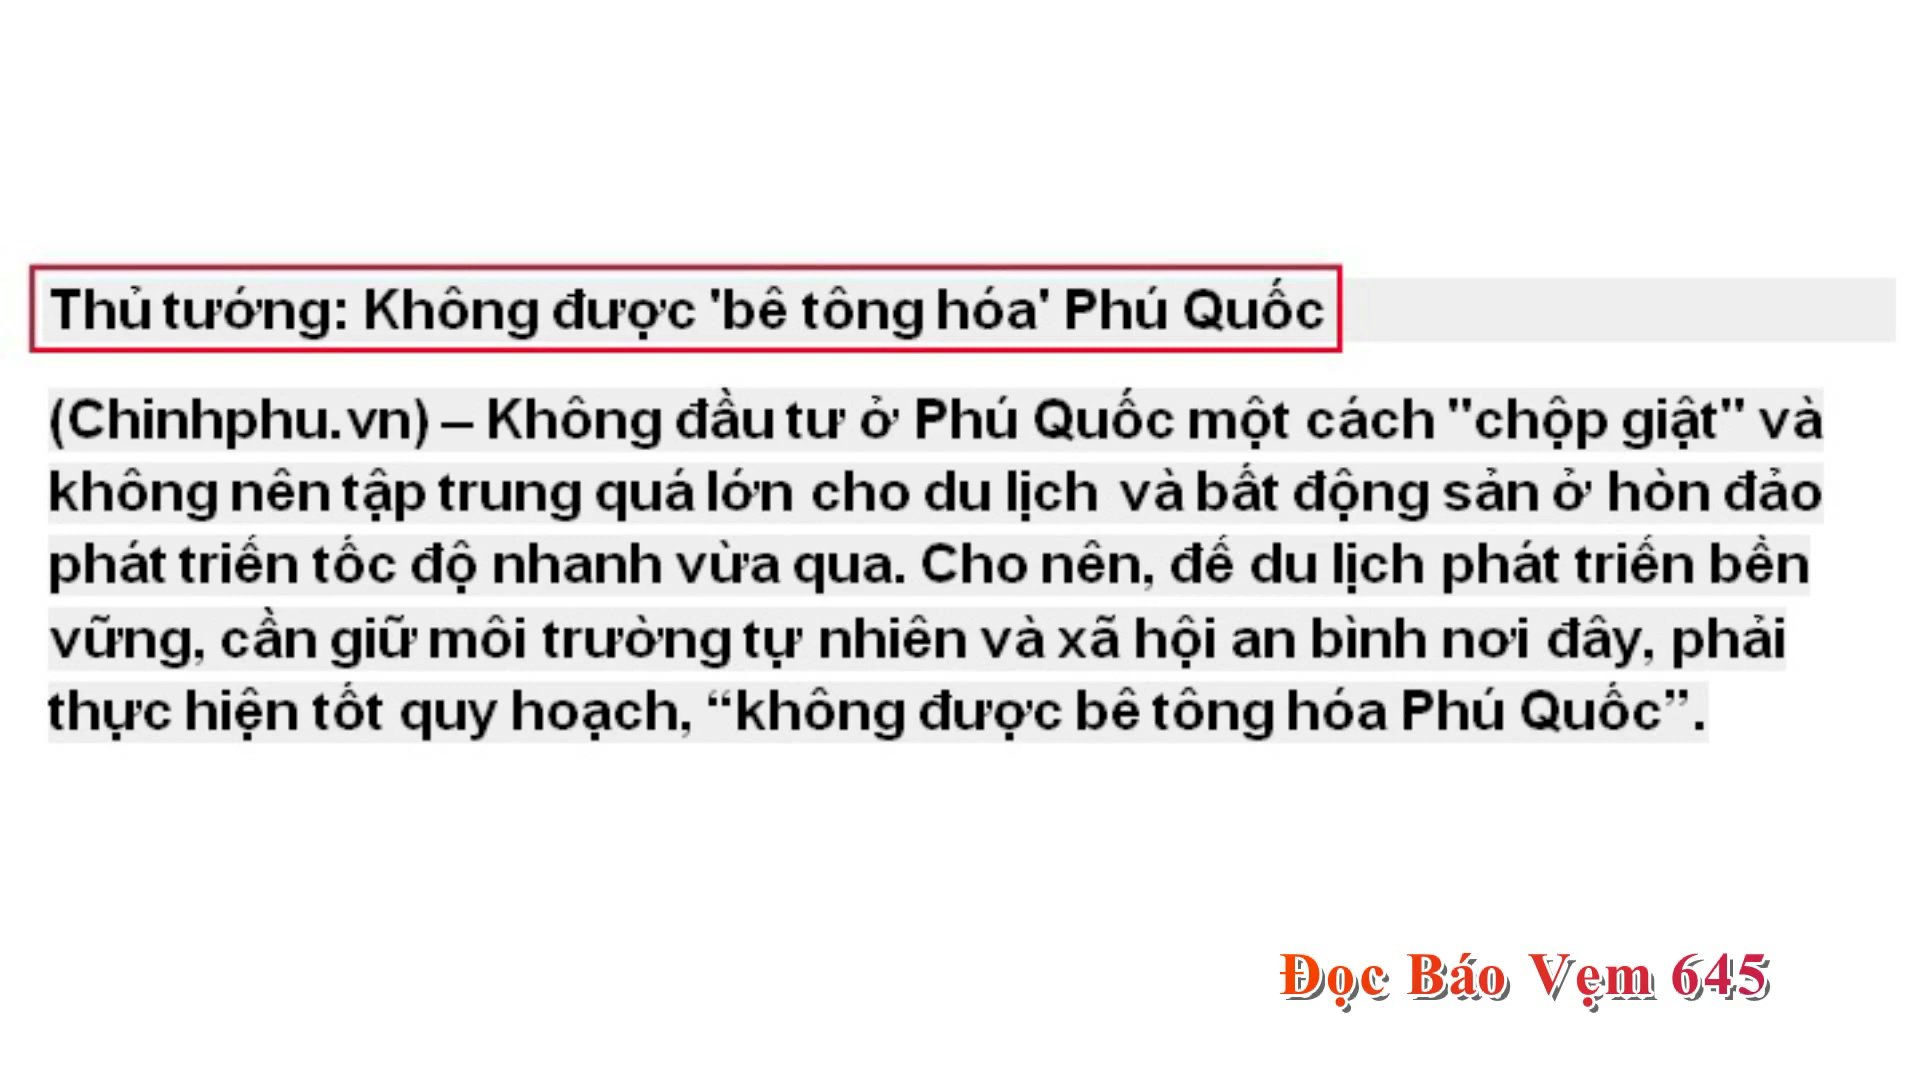 Thủ tướng: Không được 'bê tông hóa' Phú Quốc
(Chinhphu.vn) – Không đầu tư ở Phú Quốc một cách "chộp giật" và
không nên tập trung quá lớn cho du lịch và bất động sản ở hòn đảo
phát triển tốc độ nhanh vừa qua. Cho nên, để du lịch phát triển bền
vững, cần giữ môi trường tự nhiên và xã hội an bình nơi đây, phải
thực hiện tốt quy hoạch, “không được bê tông hóa Phú Quốc”.
Đọc Báo Vẹm 645